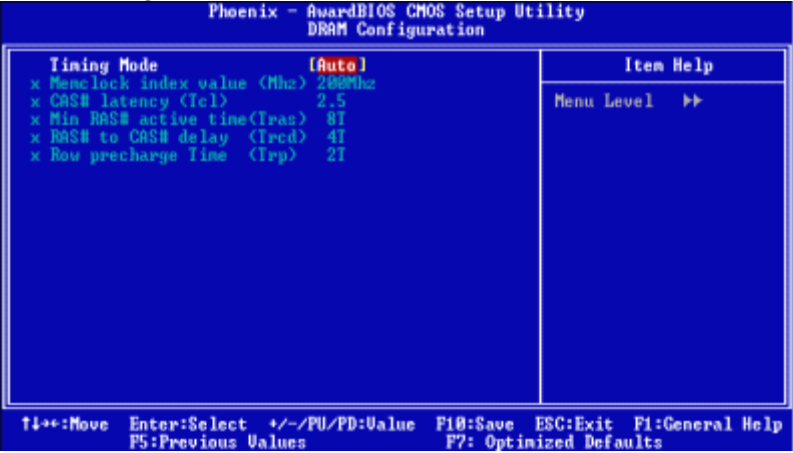 Phoenix - AwardBIOS CMOS Setup Utility
DRAM Configuration
Timing Mode [Auto]
x Memclock index value (Mhz) 200Mhz
x CAS# latency (Tcl) 2.5
x Min RAS# active time(Tras) 8T
x RAS# to CAS# delay (Trcd) 4T
x Row precharge Time (Trp) 2T
Item Help
Menu Level ▸▸
↑↓→←:Move Enter:Select +/-/PU/PD:Value F10:Save ESC:Exit F1:General Help
F5:Previous Values F7: Optimized Defaults